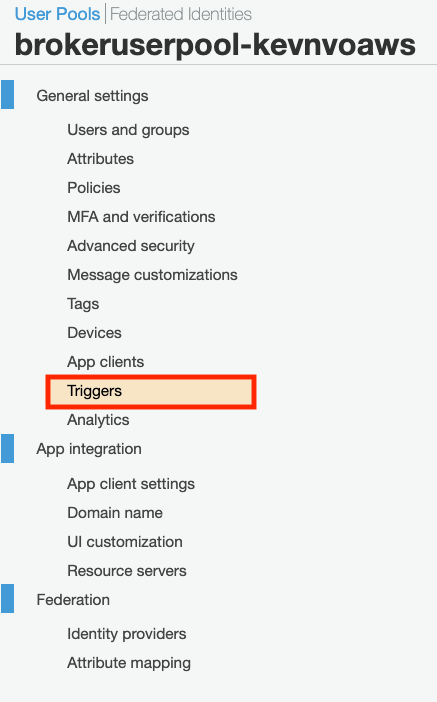 User Pools | Federated Identities
brokeruserpool-kevnvoaws
General settings
Users and groups
Attributes
Policies
MFA and verifications
Advanced security
Message customizations
Tags
Devices
App clients
Triggers
Analytics
App integration
App client settings
Domain name
UI customization
Resource servers
Federation
Identity providers
Attribute mapping